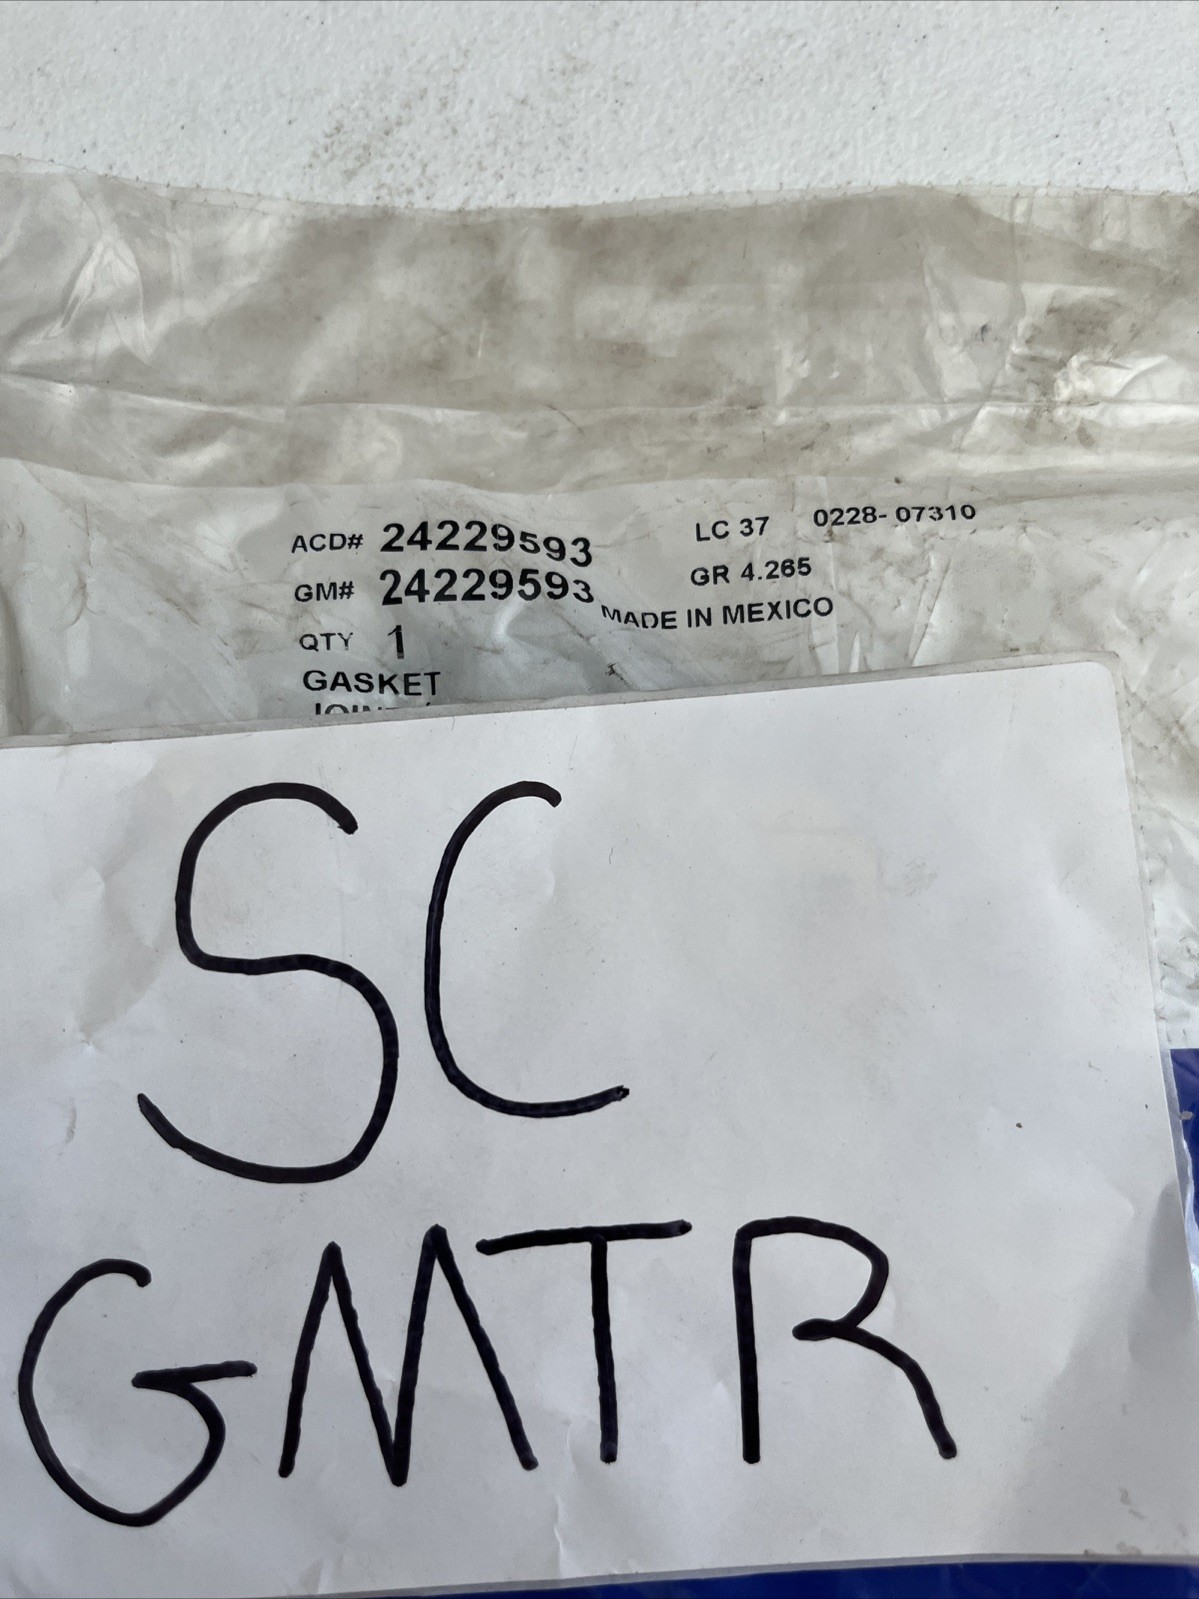 ACD# 24229593 LC 37 0228-07310
GM# 24229593 GR 4.265
MADE IN MEXICO
QTY 1
GASKET
SC
GMTR